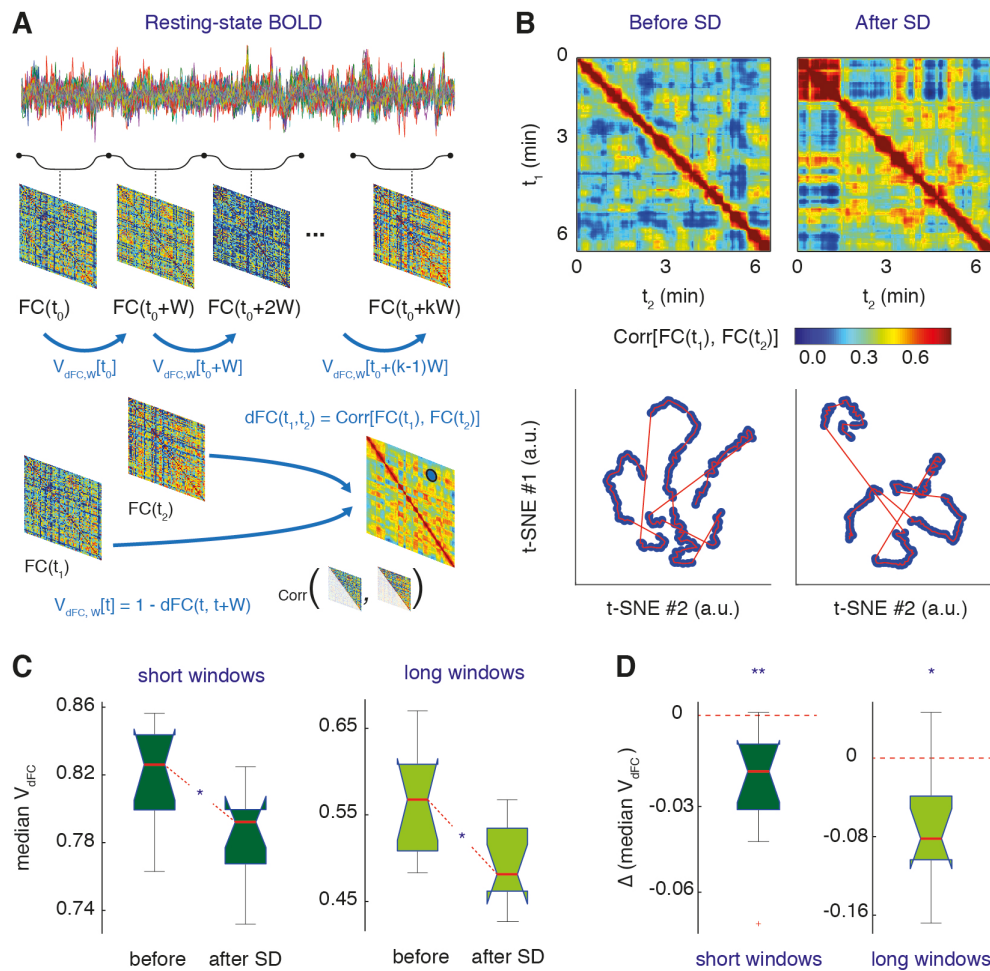 A
Resting-state BOLD
...
FC(t0)
FC(t0+W)
FC(t0+2W)
FC(t0+kW)
VdFC,W[t0]
VdFC,W[t0+W]
VdFC,W[t0+(k-1)W]
dFC(t1,t2) = Corr[FC(t1), FC(t2)]
FC(t2)
FC(t1)
Corr( , )
VdFC, W[t] = 1 - dFC(t, t+W)
B
Before SD
After SD
0
3
6
t1 (min)
0
3
6
0
3
6
t2 (min)
t2 (min)
Corr[FC(t1), FC(t2)]
0.0
0.3
0.6
t-SNE #1 (a.u.)
t-SNE #2 (a.u.)
t-SNE #2 (a.u.)
C
short windows
long windows
0.86
0.82
0.78
0.74
median VdFC
*
before
after SD
0.65
0.55
0.45
*
before
after SD
D
**
*
0
-0.03
-0.06
Δ (median VdFC)
0
-0.08
-0.16
short windows
long windows